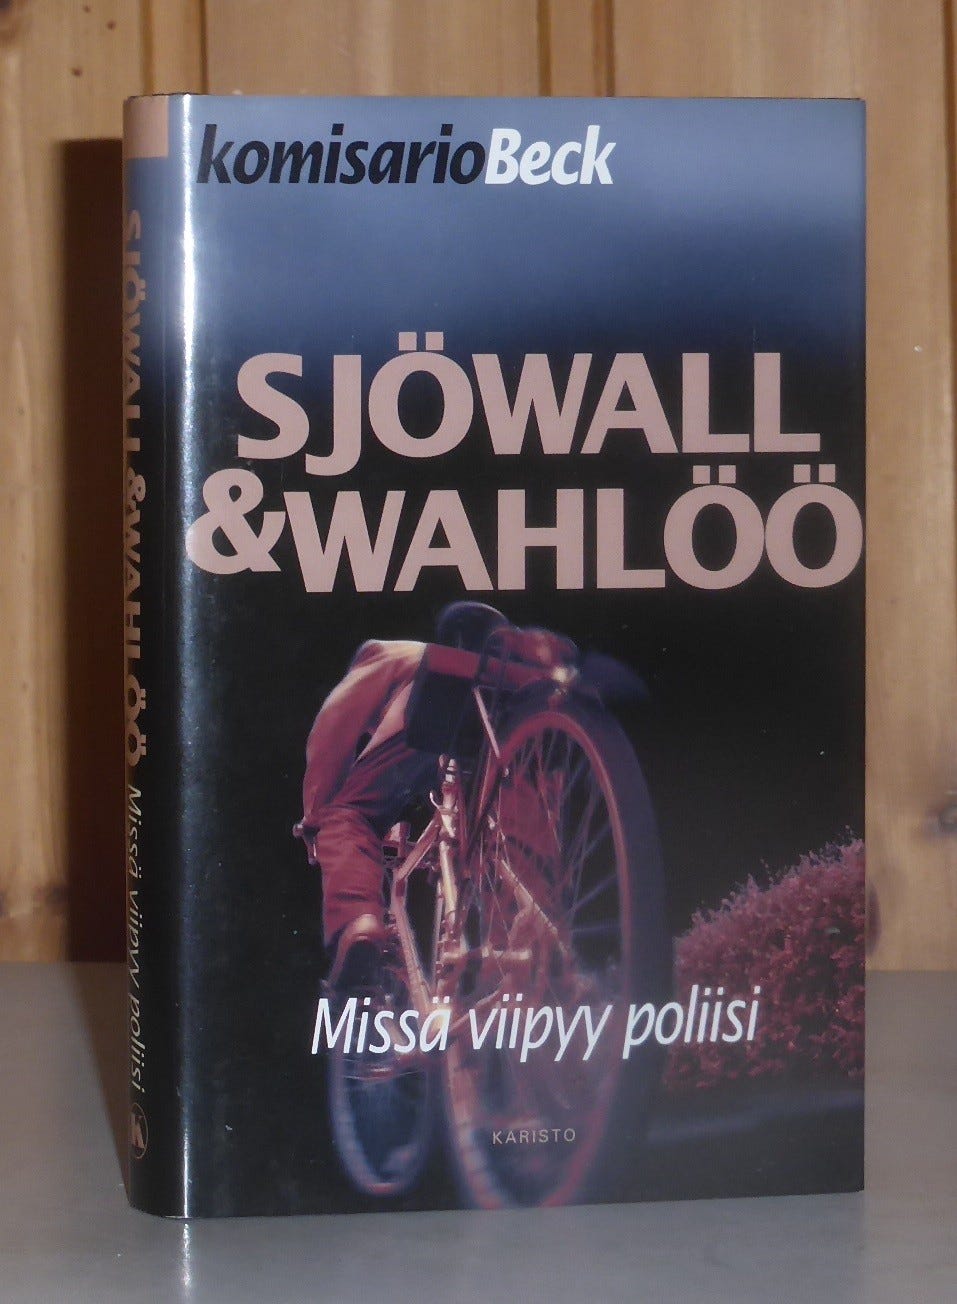 komisarioBeck
SJÖWALL
&WAHLÖÖ
Missä viipyy poliisi
KARISTO
SJÖWALL&WAHLÖÖ Missä viipyy poliisi